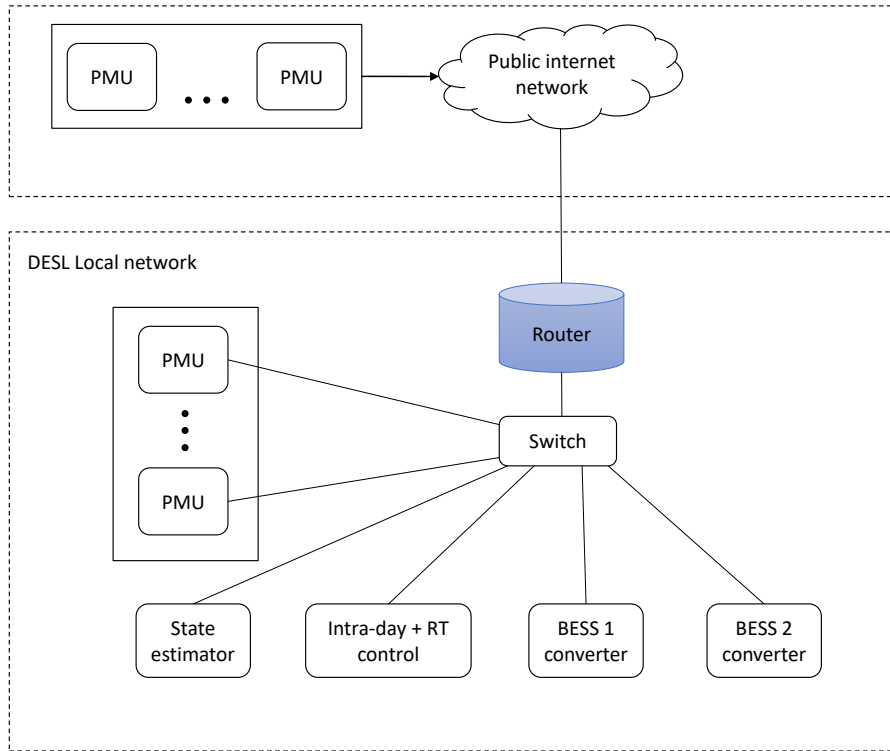 PMU
PMU
Public internet
network
DESL Local network
Router
PMU
Switch
PMU
State
estimator
Intra-day + RT
control
BESS 1
converter
BESS 2
converter